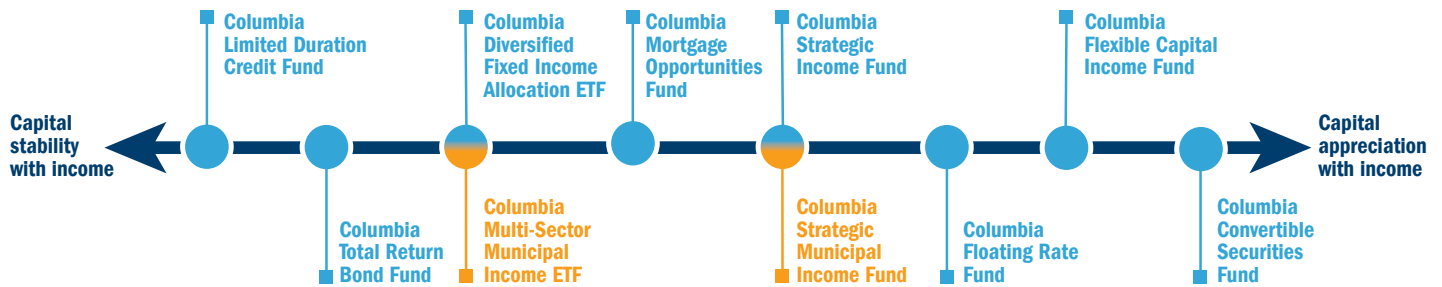 Capital
stability
with income
Columbia
Limited Duration
Credit Fund
Columbia
Total Return
Bond Fund
Columbia
Diversified
Fixed Income
Allocation ETF
Columbia
Multi-Sector
Municipal
Income ETF
Columbia
Mortgage
Opportunities
Fund
Columbia
Strategic
Income Fund
Columbia
Strategic
Municipal
Income Fund
Columbia
Floating Rate
Fund
Columbia
Flexible Capital
Income Fund
Columbia
Convertible
Securities
Fund
Capital
appreciation
with income